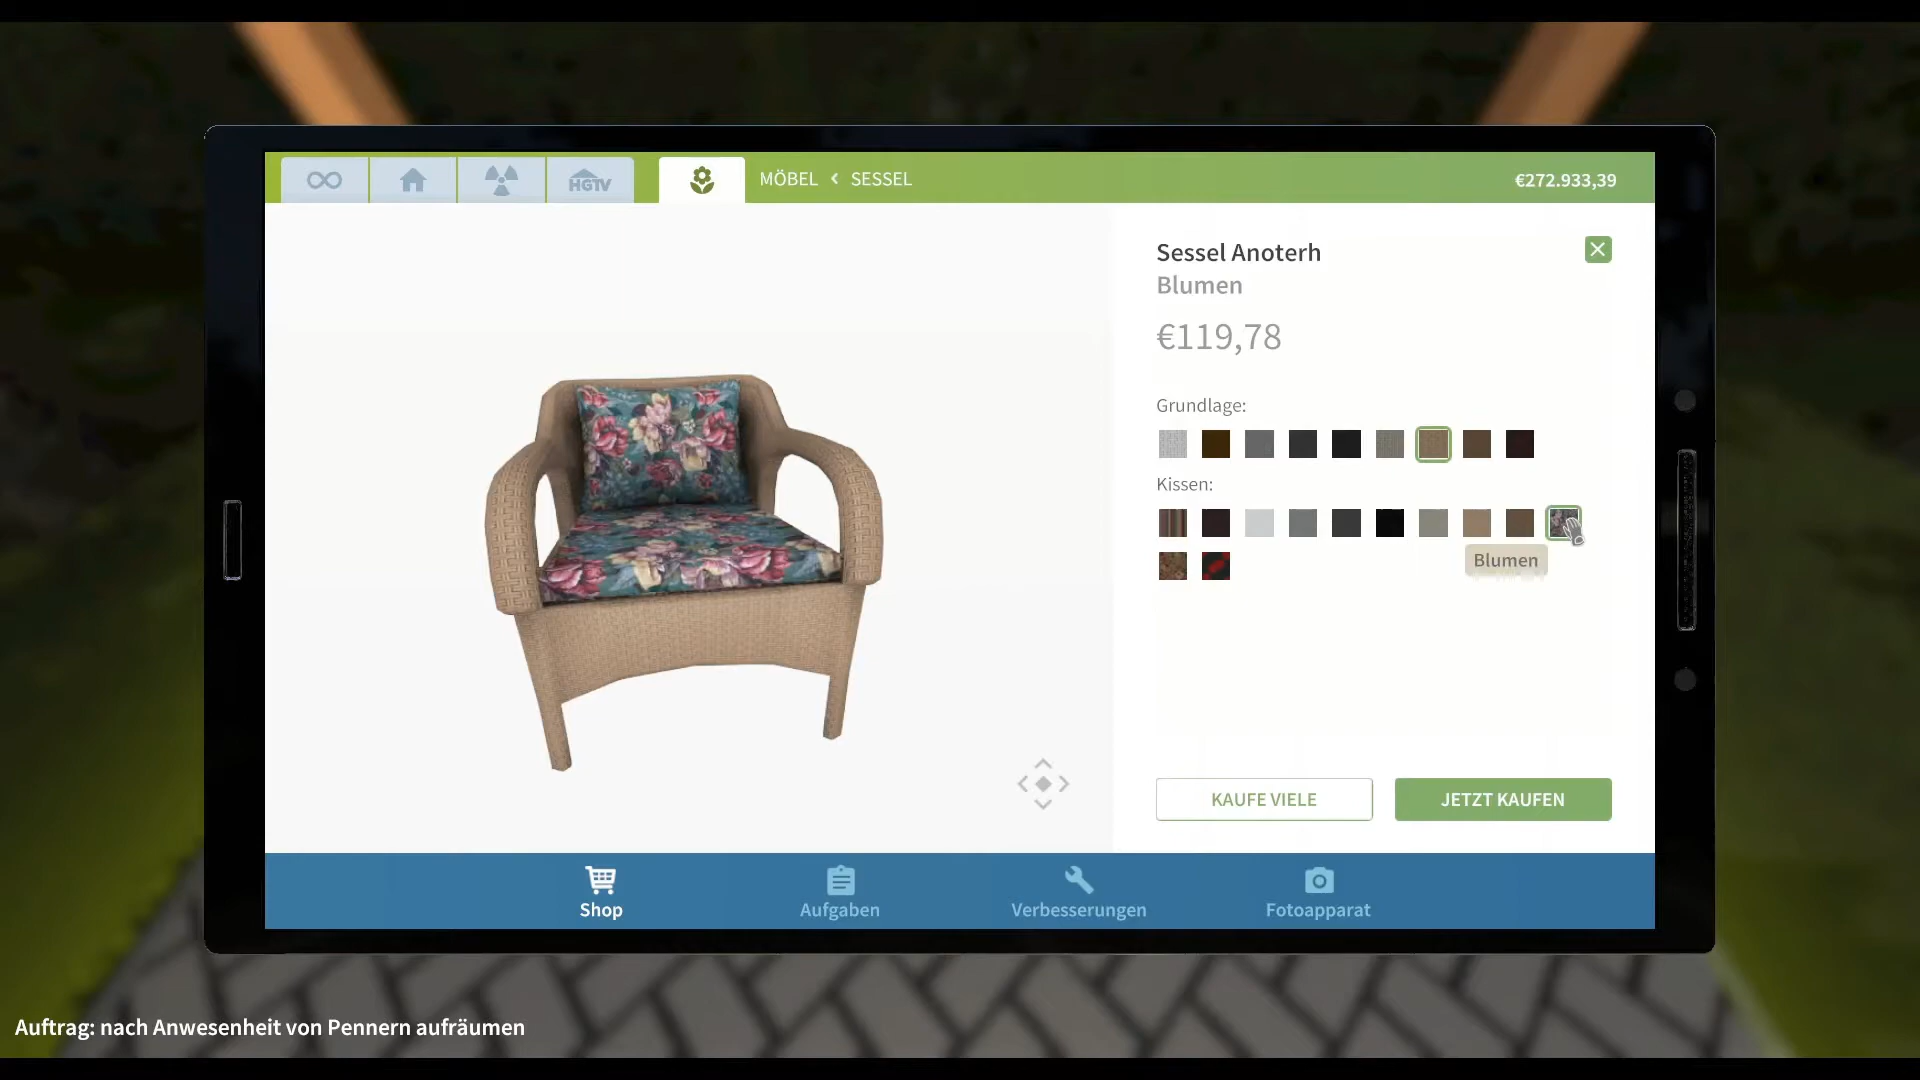 HGTV
MÖBEL < SESSEL
€272.933,39
Sessel Anoterh
Blumen
€119,78
Grundlage:
Kissen:
Blumen
KAUFE VIELE
JETZT KAUFEN
Shop
Aufgaben
Verbesserungen
Fotoapparat
Auftrag: nach Anwesenheit von Pennern aufräumen